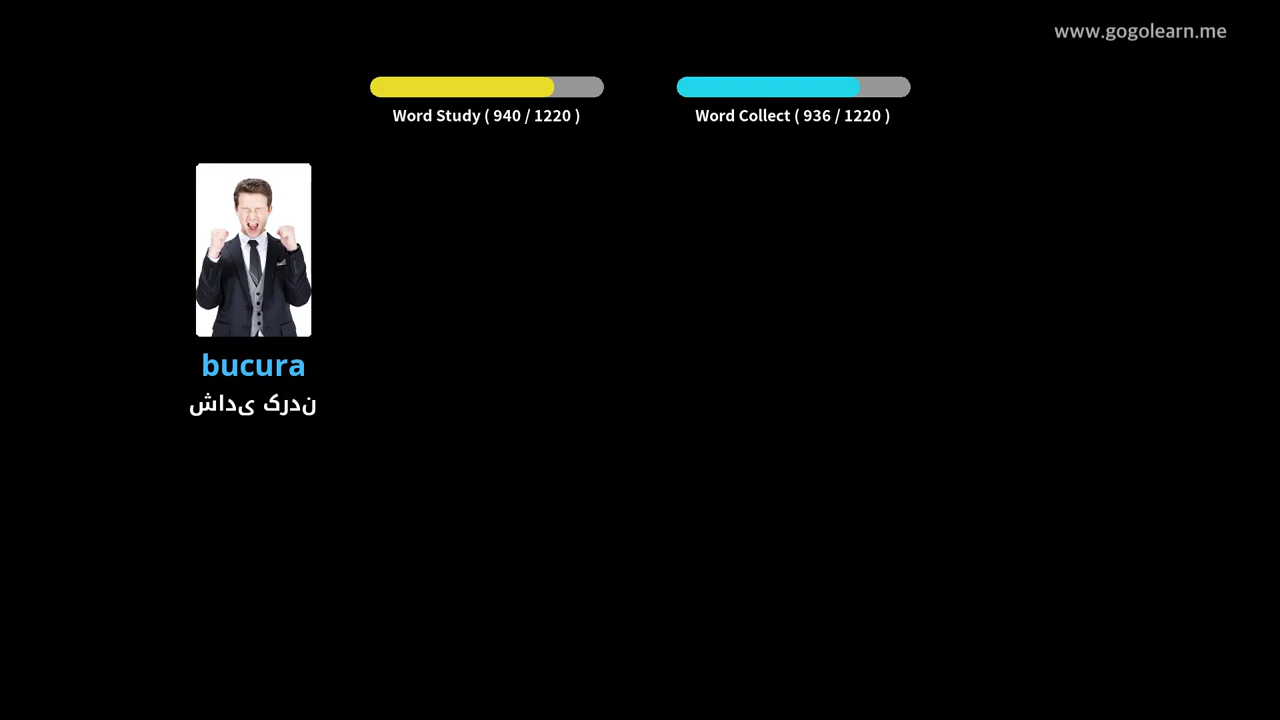 www.gogolearn.me
Word Study ( 940 / 1220 )
Word Collect ( 936 / 1220 )
bucura
شادی کردن